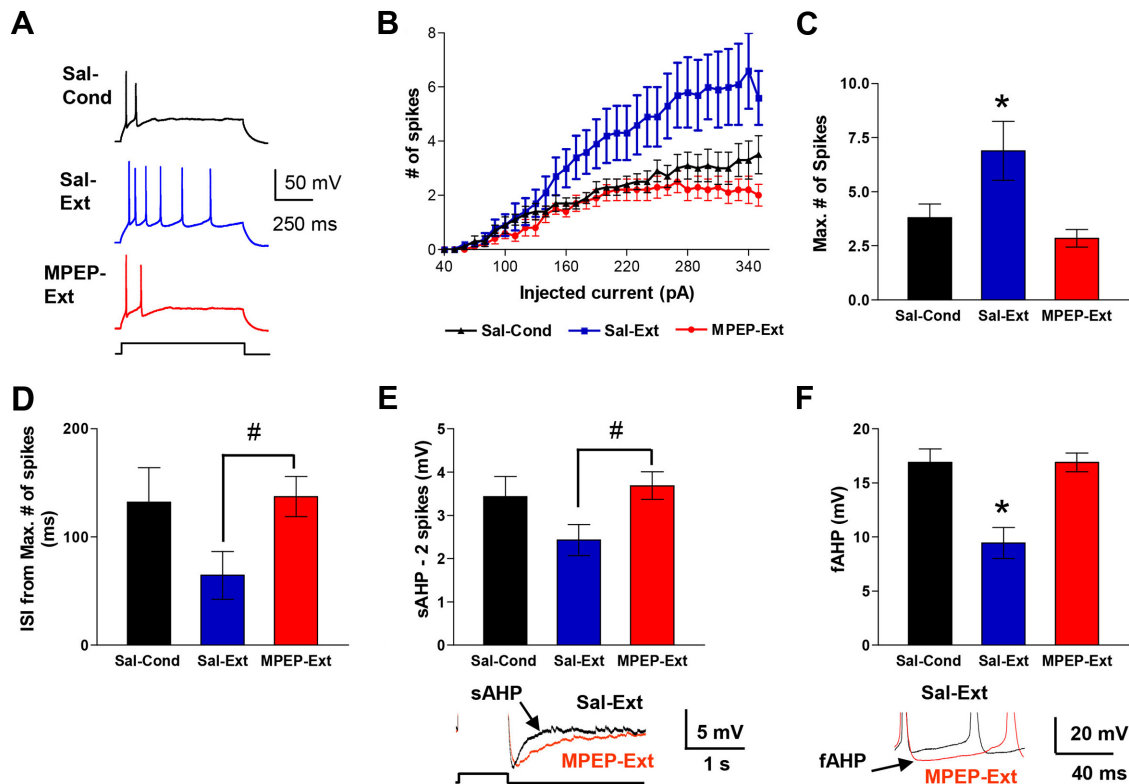 A
Sal-
Cond
Sal-
Ext
50 mV
250 ms
MPEP-
Ext
B
# of spikes
8
6
4
2
0
40 100 160 220 280 340
Injected current (pA)
Sal-Cond Sal-Ext MPEP-Ext
C
Max. # of Spikes
10.0
7.5
5.0
2.5
0.0
*
Sal-Cond Sal-Ext MPEP-Ext
D
ISI from Max. # of spikes
(ms)
200
100
0
#
Sal-Cond Sal-Ext MPEP-Ext
E
sAHP - 2 spikes (mV)
5
4
3
2
1
0
#
Sal-Cond Sal-Ext MPEP-Ext
sAHP
Sal-Ext
MPEP-Ext
5 mV
1 s
F
fAHP (mV)
20
15
10
5
0
*
Sal-Cond Sal-Ext MPEP-Ext
Sal-Ext
fAHP
MPEP-Ext
20 mV
40 ms